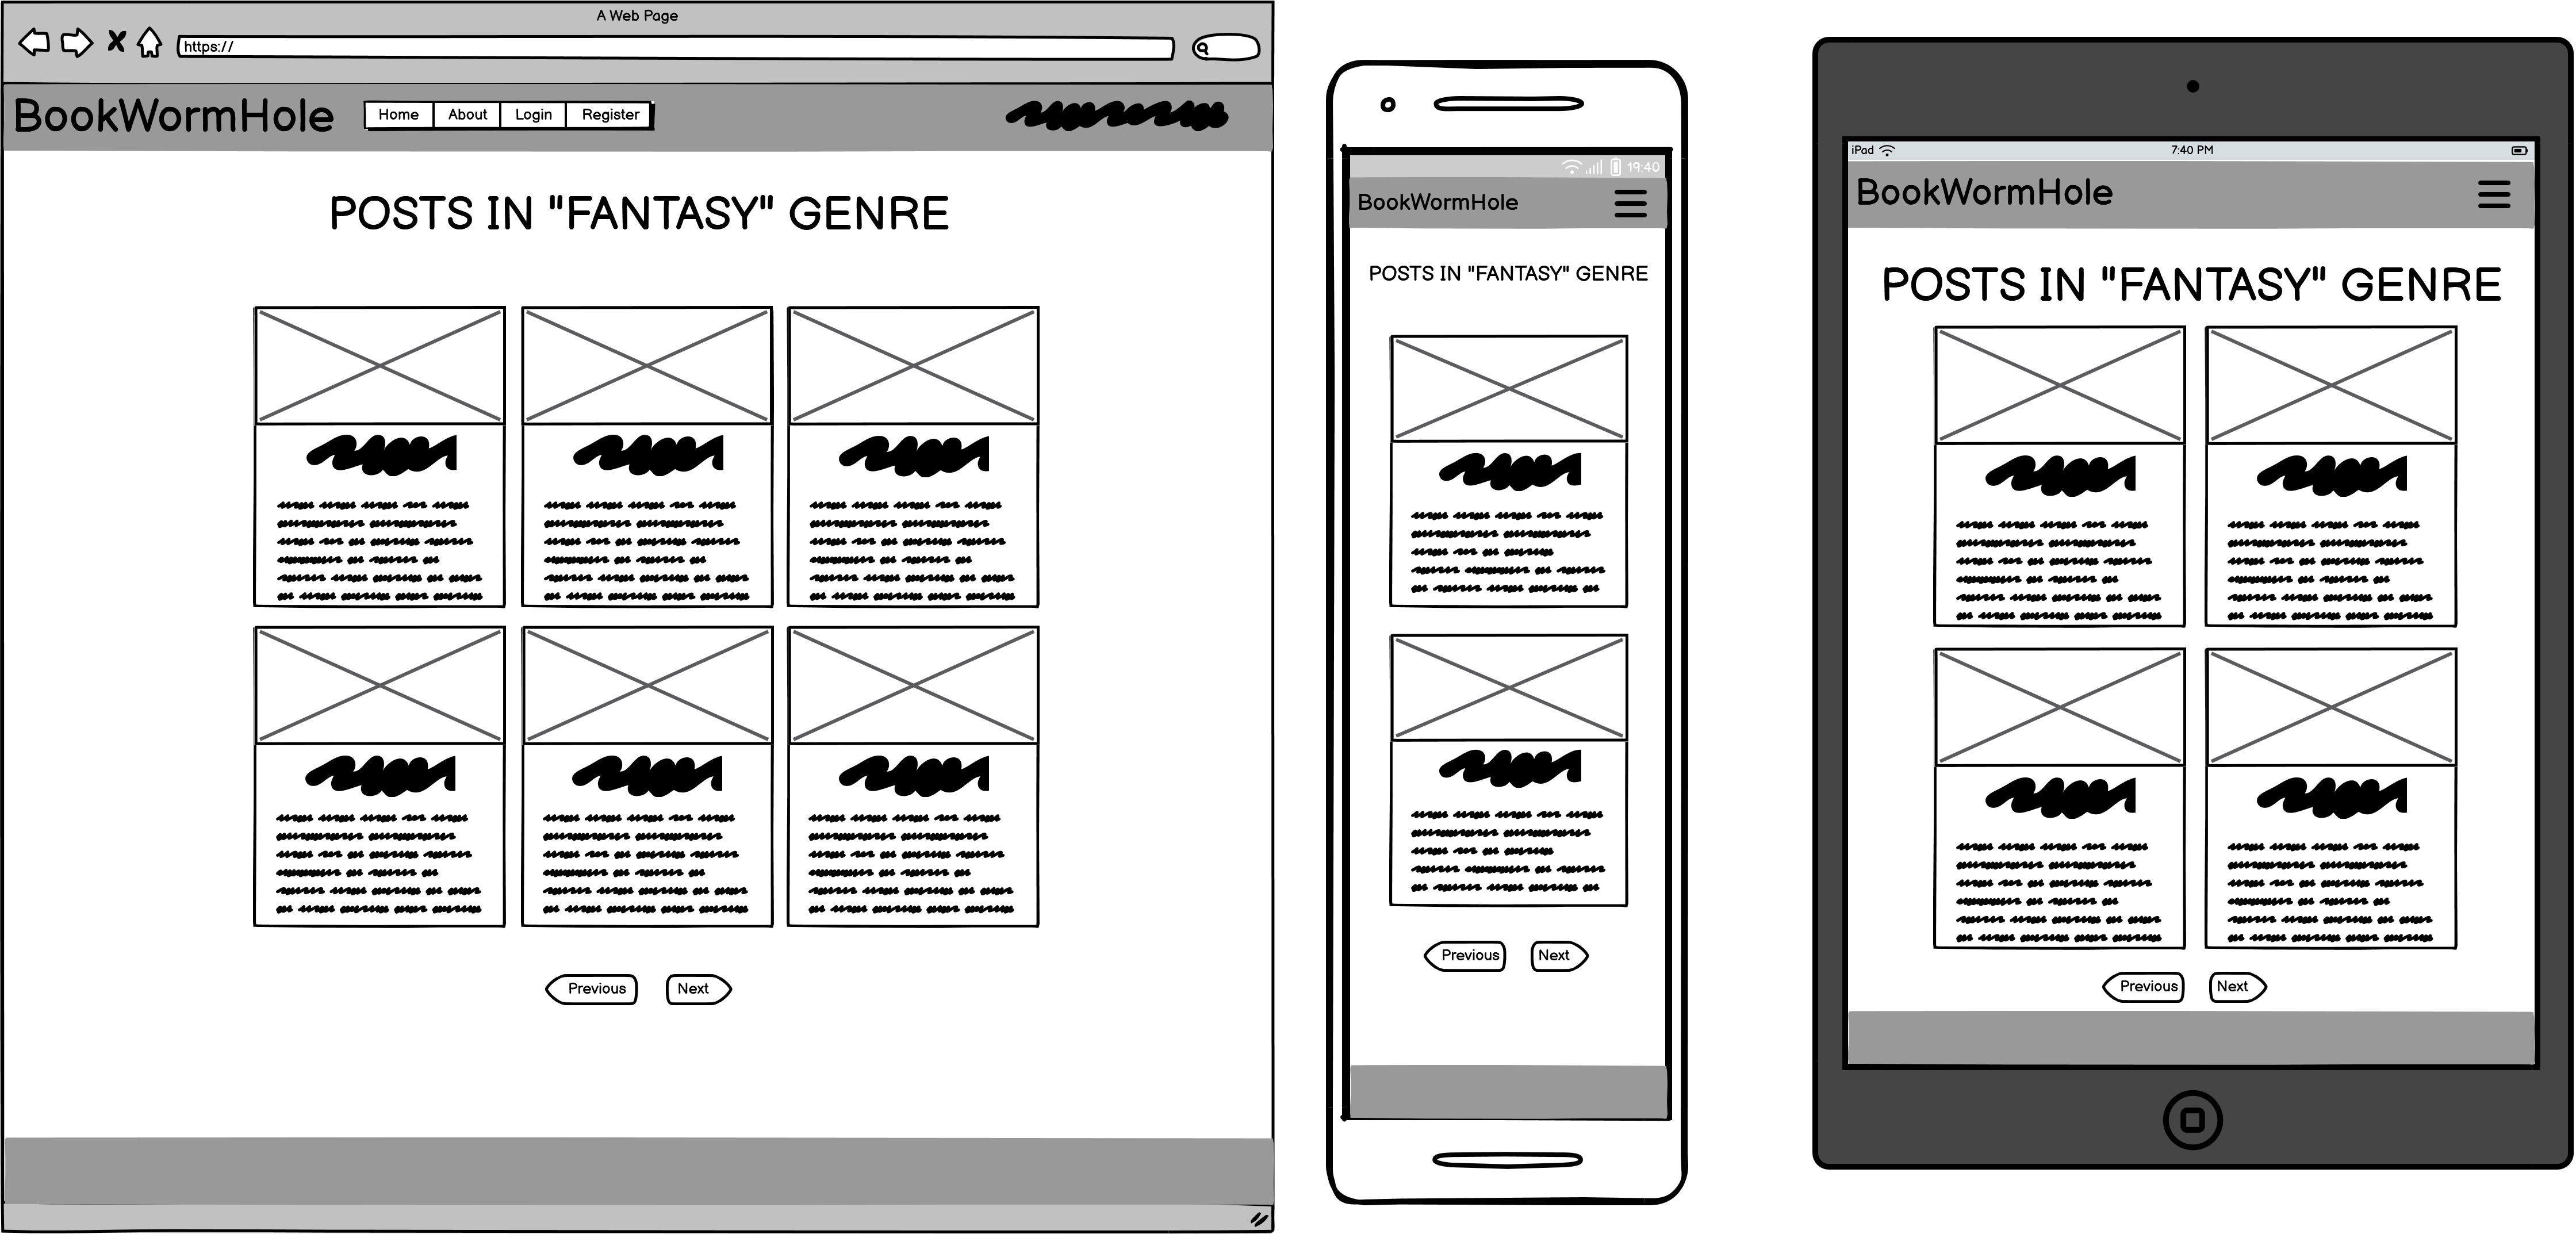 A Web Page
https://
BookWormHole
Home About Login Register
POSTS IN "FANTASY" GENRE
Previous Next
19:40
BookWormHole
POSTS IN "FANTASY" GENRE
Previous Next
iPad 7:40 PM
BookWormHole
POSTS IN "FANTASY" GENRE
Previous Next